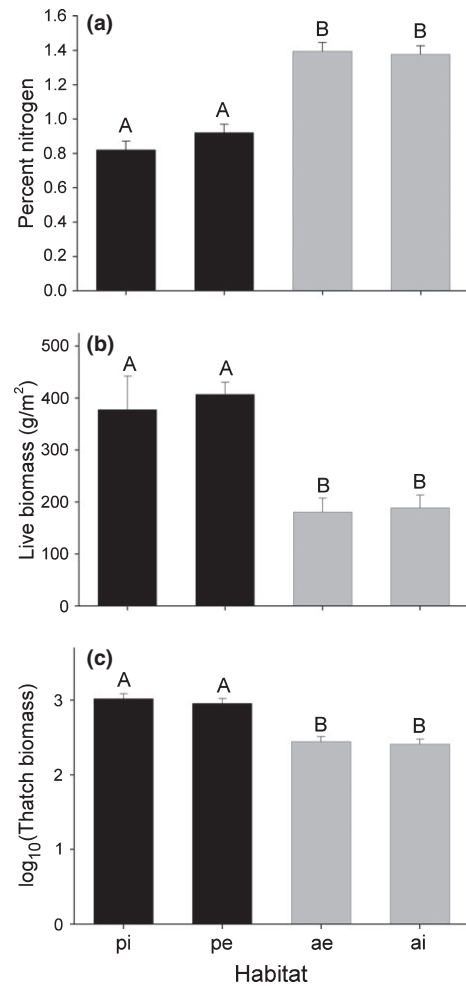 (a)
Percent nitrogen
1.6
1.4
1.2
1.0
0.8
0.6
0.4
0.2
0.0
A
A
B
B
(b)
Live biomass (g/m²)
500
400
300
200
100
0
A
A
B
B
(c)
log₁₀(Thatch biomass)
3
2
1
0
A
A
B
B
pi pe ae ai
Habitat